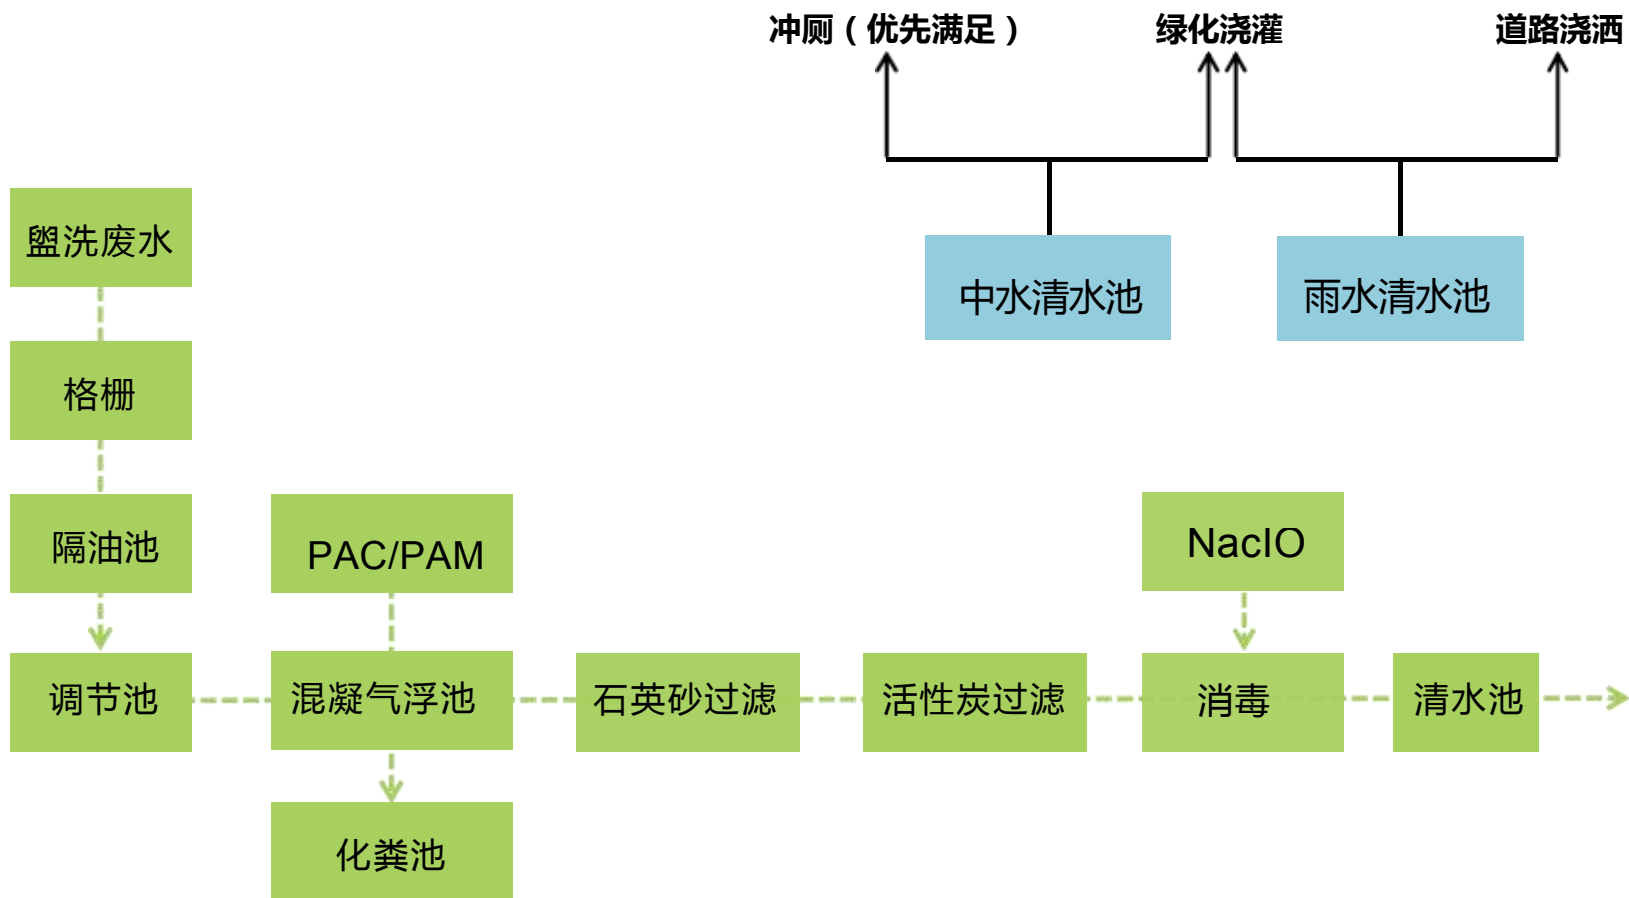 冲厕（优先满足）
绿化浇灌
道路浇洒
盥洗废水
中水清水池
雨水清水池
格栅
隔油池
PAC/PAM
NaclO
调节池
混凝气浮池
石英砂过滤
活性炭过滤
消毒
清水池
化粪池